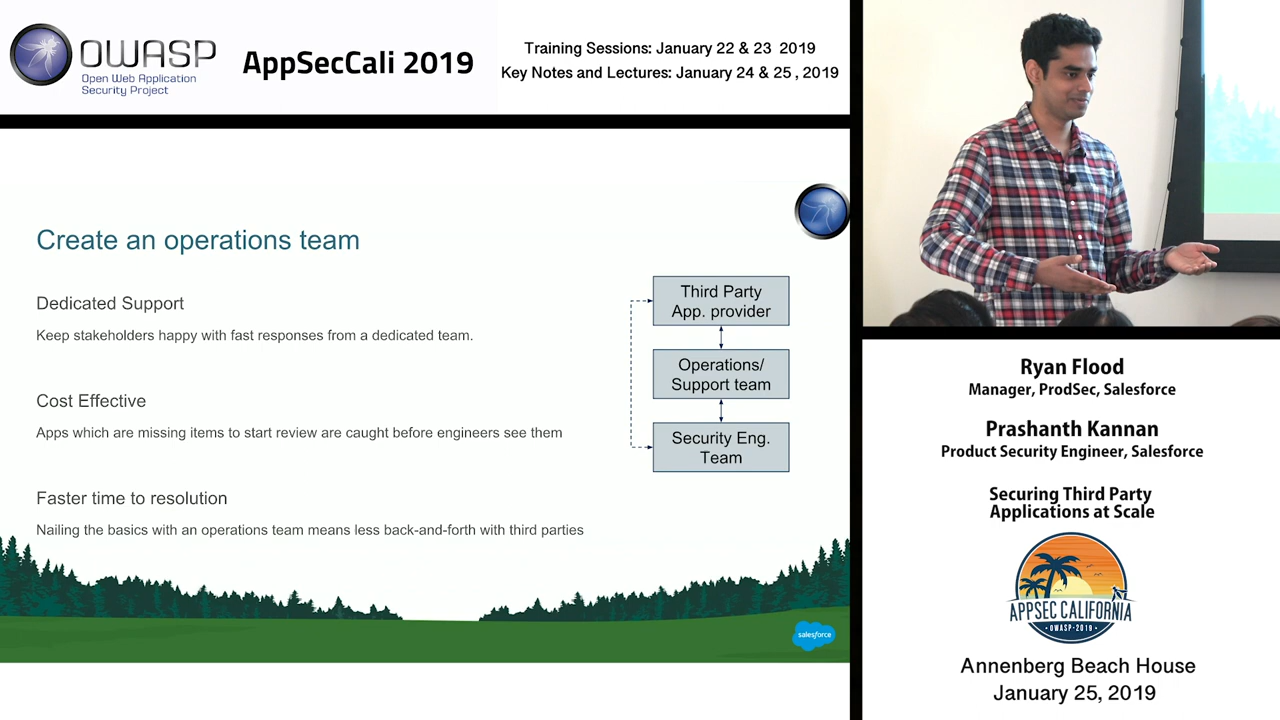 OWASP
Open Web Application
Security Project
AppSecCali 2019
Training Sessions: January 22 & 23 2019
Key Notes and Lectures: January 24 & 25 , 2019
Create an operations team
Dedicated Support
Keep stakeholders happy with fast responses from a dedicated team.
Cost Effective
Apps which are missing items to start review are caught before engineers see them
Faster time to resolution
Nailing the basics with an operations team means less back-and-forth with third parties
Third Party
App. provider
Operations/
Support team
Security Eng.
Team
salesforce
Ryan Flood
Manager, ProdSec, Salesforce
Prashanth Kannan
Product Security Engineer, Salesforce
Securing Third Party
Applications at Scale
APPSEC CALIFORNIA
OWASP-2019
Annenberg Beach House
January 25, 2019